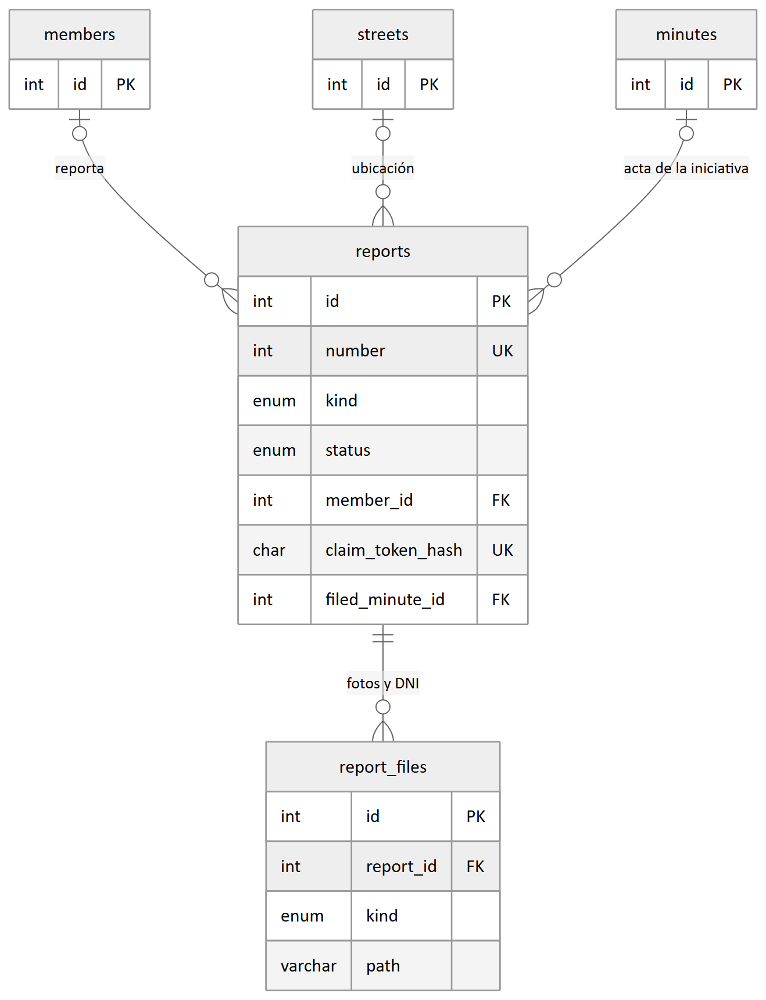 members
int id PK
streets
int id PK
minutes
int id PK
reporta
ubicación
acta de la iniciativa
reports
int id PK
int number UK
enum kind
enum status
int member_id FK
char claim_token_hash UK
int filed_minute_id FK
fotos y DNI
report_files
int id PK
int report_id FK
enum kind
varchar path